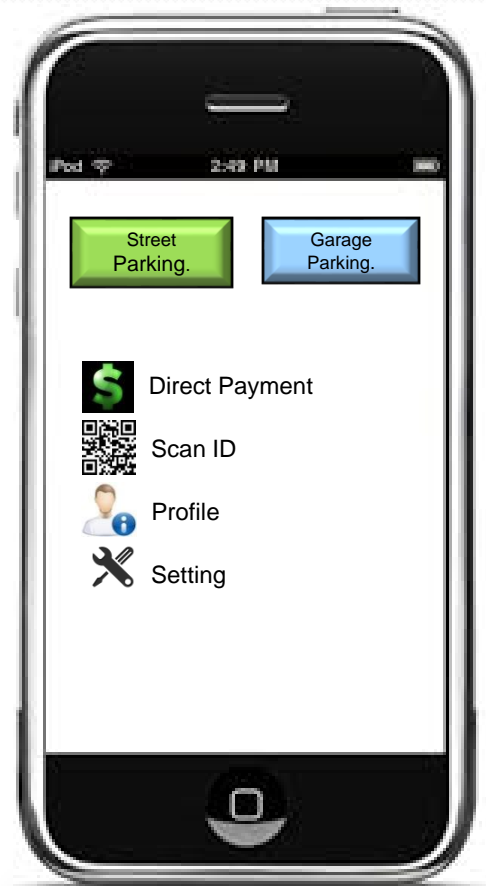 iPod 2:49 PM
Street Parking.
Garage Parking.
Direct Payment
Scan ID
Profile
Setting